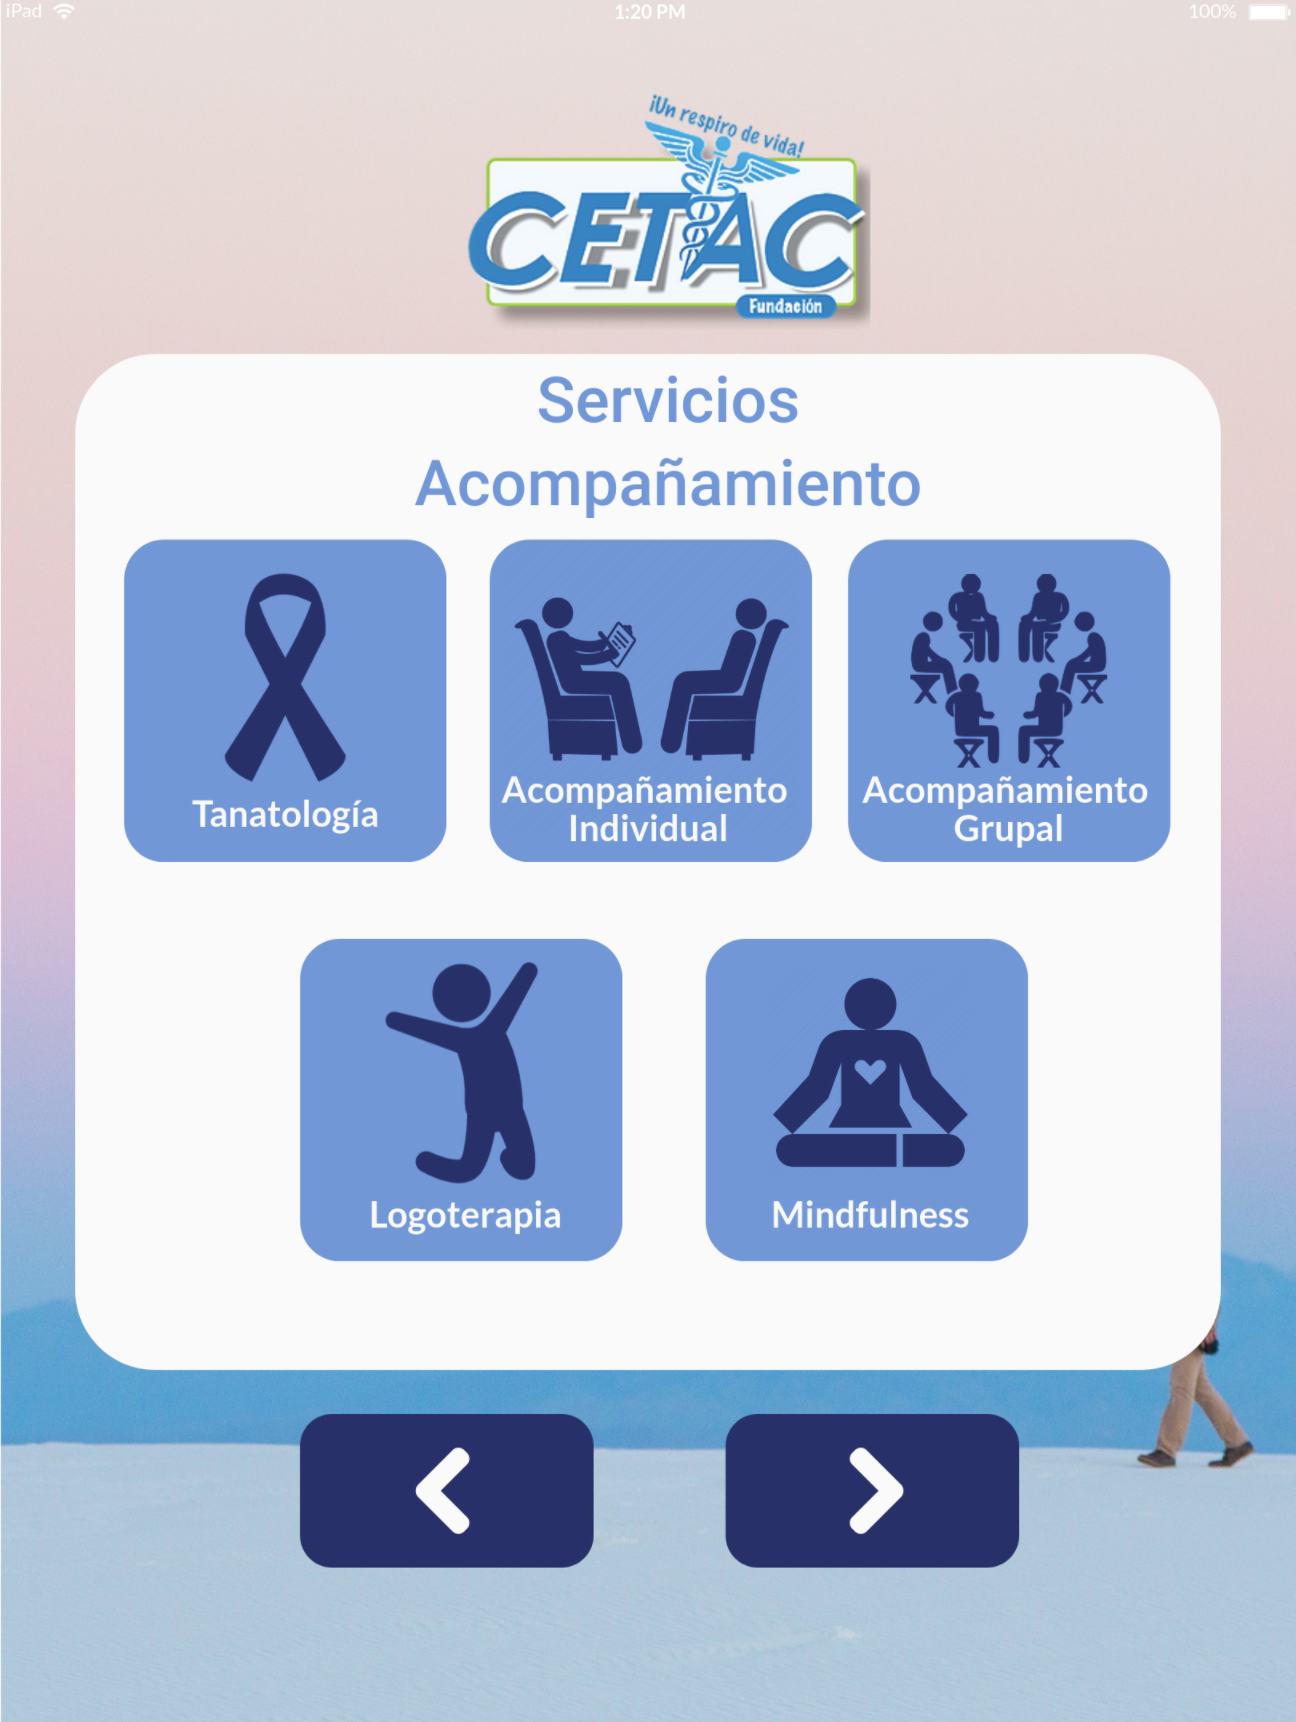 iPad
1:20 PM
100%
¡Un respiro de vida!
CETAC
Fundación
Servicios
Acompañamiento
Tanatología
Acompañamiento
Individual
Acompañamiento
Grupal
Logoterapia
Mindfulness